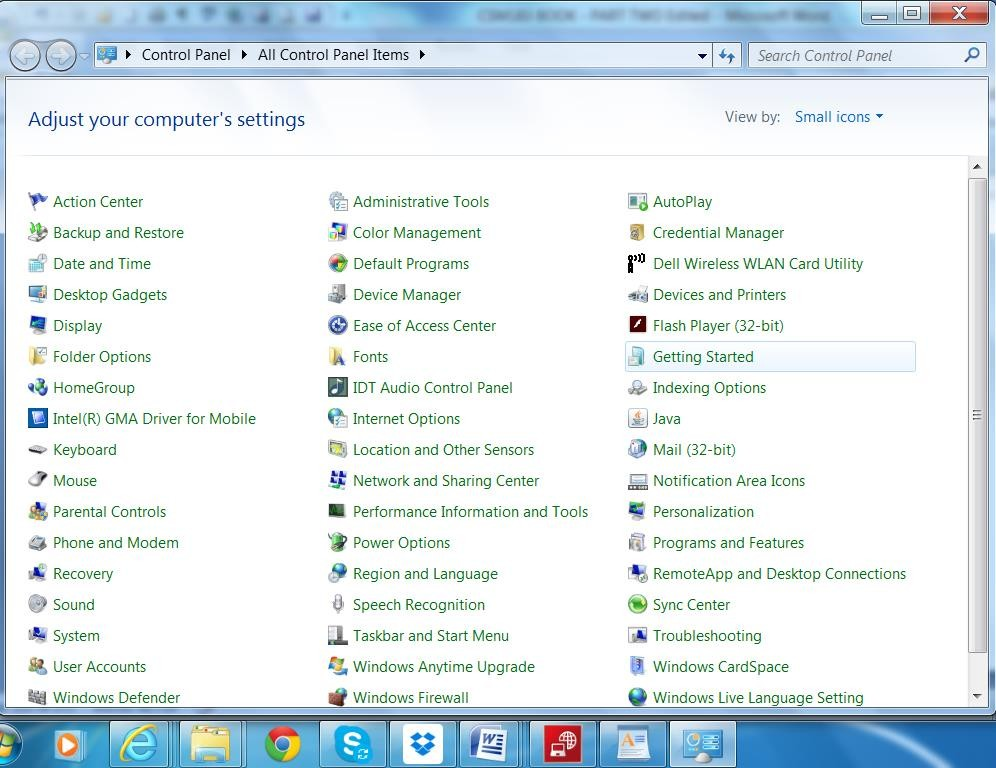 CSWUEI BOOK - PART TWO Edited - Microsoft Word
Control Panel All Control Panel Items
Search Control Panel
Adjust your computer's settings
View by: Small icons
Action Center Administrative Tools AutoPlay
Backup and Restore Color Management Credential Manager
Date and Time Default Programs Dell Wireless WLAN Card Utility
Desktop Gadgets Device Manager Devices and Printers
Display Ease of Access Center Flash Player (32-bit)
Folder Options Fonts Getting Started
HomeGroup IDT Audio Control Panel Indexing Options
Intel(R) GMA Driver for Mobile Internet Options Java
Keyboard Location and Other Sensors Mail (32-bit)
Mouse Network and Sharing Center Notification Area Icons
Parental Controls Performance Information and Tools Personalization
Phone and Modem Power Options Programs and Features
Recovery Region and Language RemoteApp and Desktop Connections
Sound Speech Recognition Sync Center
System Taskbar and Start Menu Troubleshooting
User Accounts Windows Anytime Upgrade Windows CardSpace
Windows Defender Windows Firewall Windows Live Language Setting